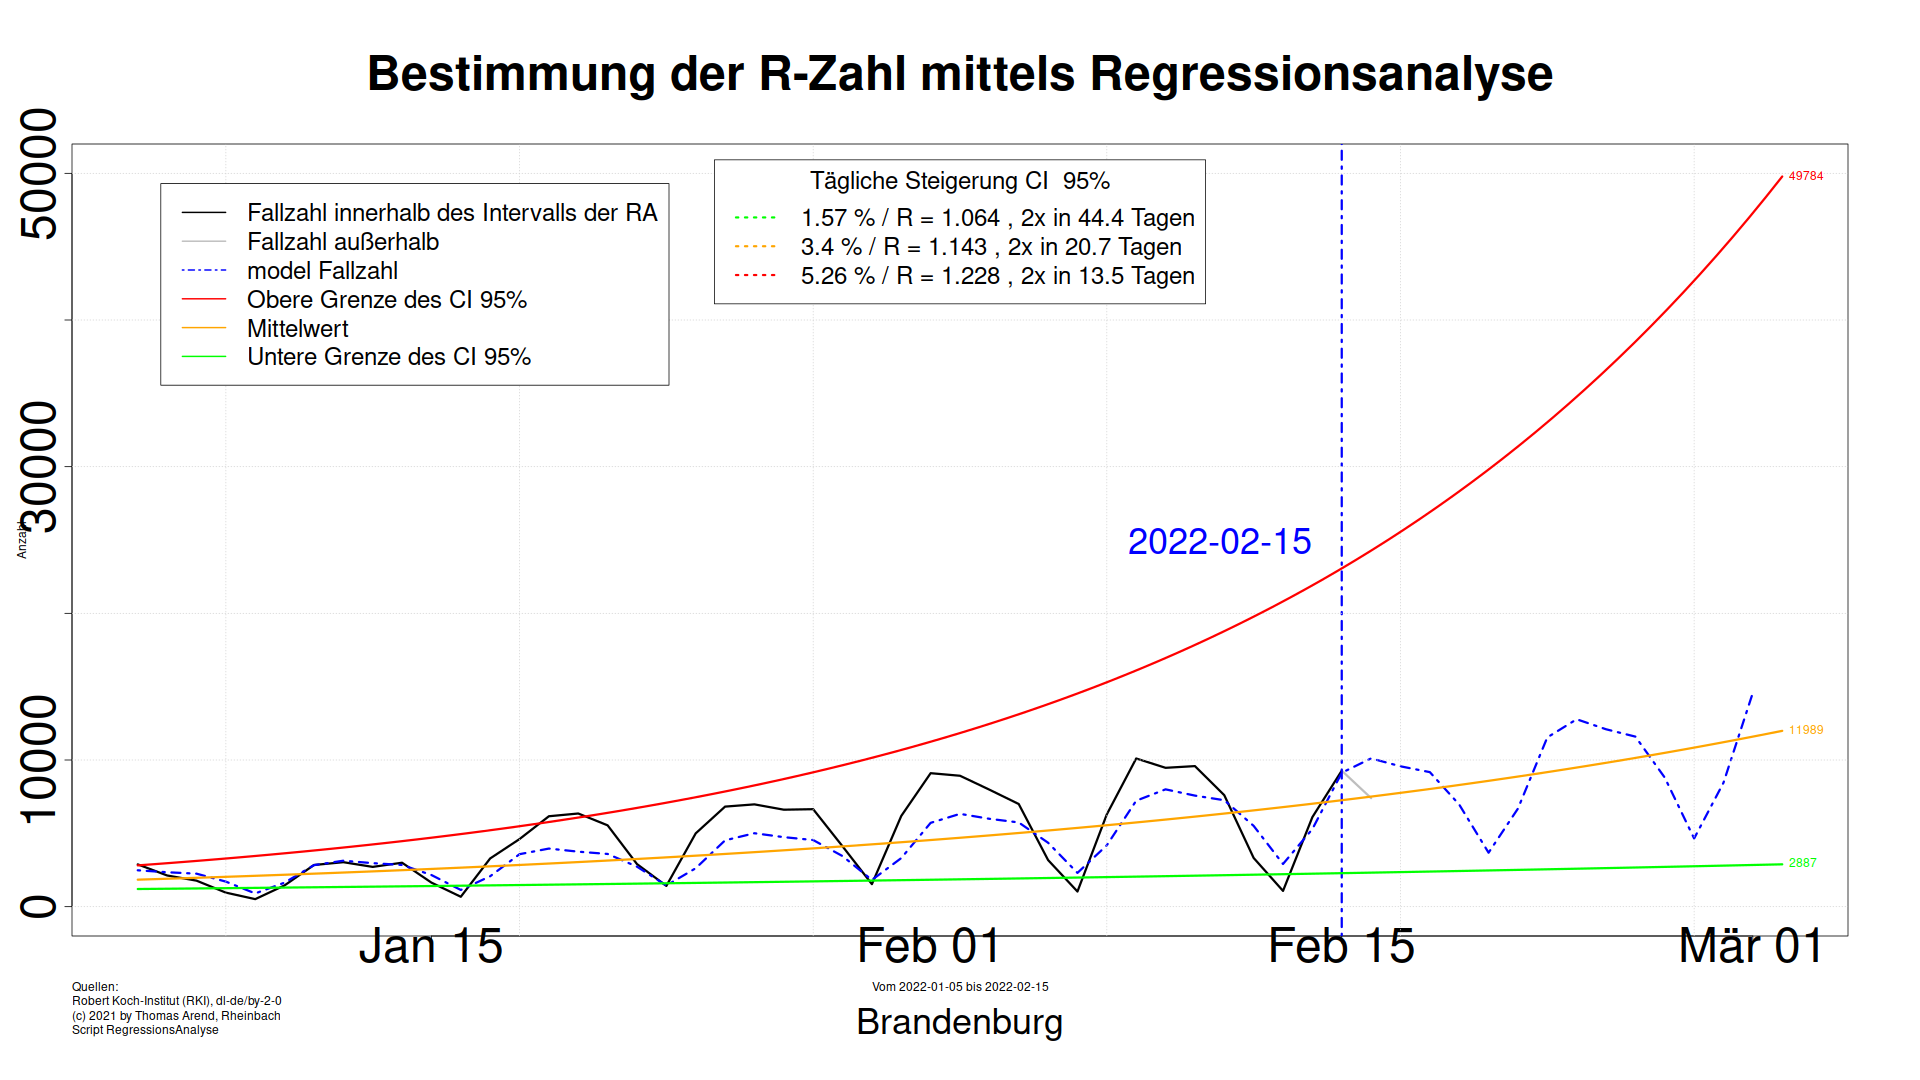 Bestimmung der R-Zahl mittels Regressionsanalyse
50000
30000
10000
0
Anzahl
Fallzahl innerhalb des Intervalls der RA
Fallzahl außerhalb
model Fallzahl
Obere Grenze des CI 95%
Mittelwert
Untere Grenze des CI 95%
Tägliche Steigerung CI  95%
1.57 % / R = 1.064 , 2x in 44.4 Tagen
3.4 % / R = 1.143 , 2x in 20.7 Tagen
5.26 % / R = 1.228 , 2x in 13.5 Tagen
49784
2022-02-15
11989
2887
Jan 15
Feb 01
Feb 15
Mär 01
Quellen:
Robert Koch-Institut (RKI), dl-de/by-2-0
(c) 2021 by Thomas Arend, Rheinbach
Script RegressionsAnalyse
Vom 2022-01-05 bis 2022-02-15
Brandenburg